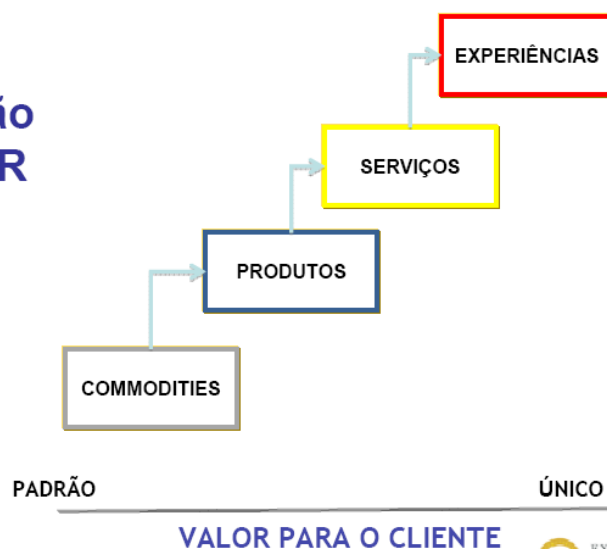 EXPERIÊNCIAS
ão
R
SERVIÇOS
PRODUTOS
COMMODITIES
PADRÃO
ÚNICO
VALOR PARA O CLIENTE